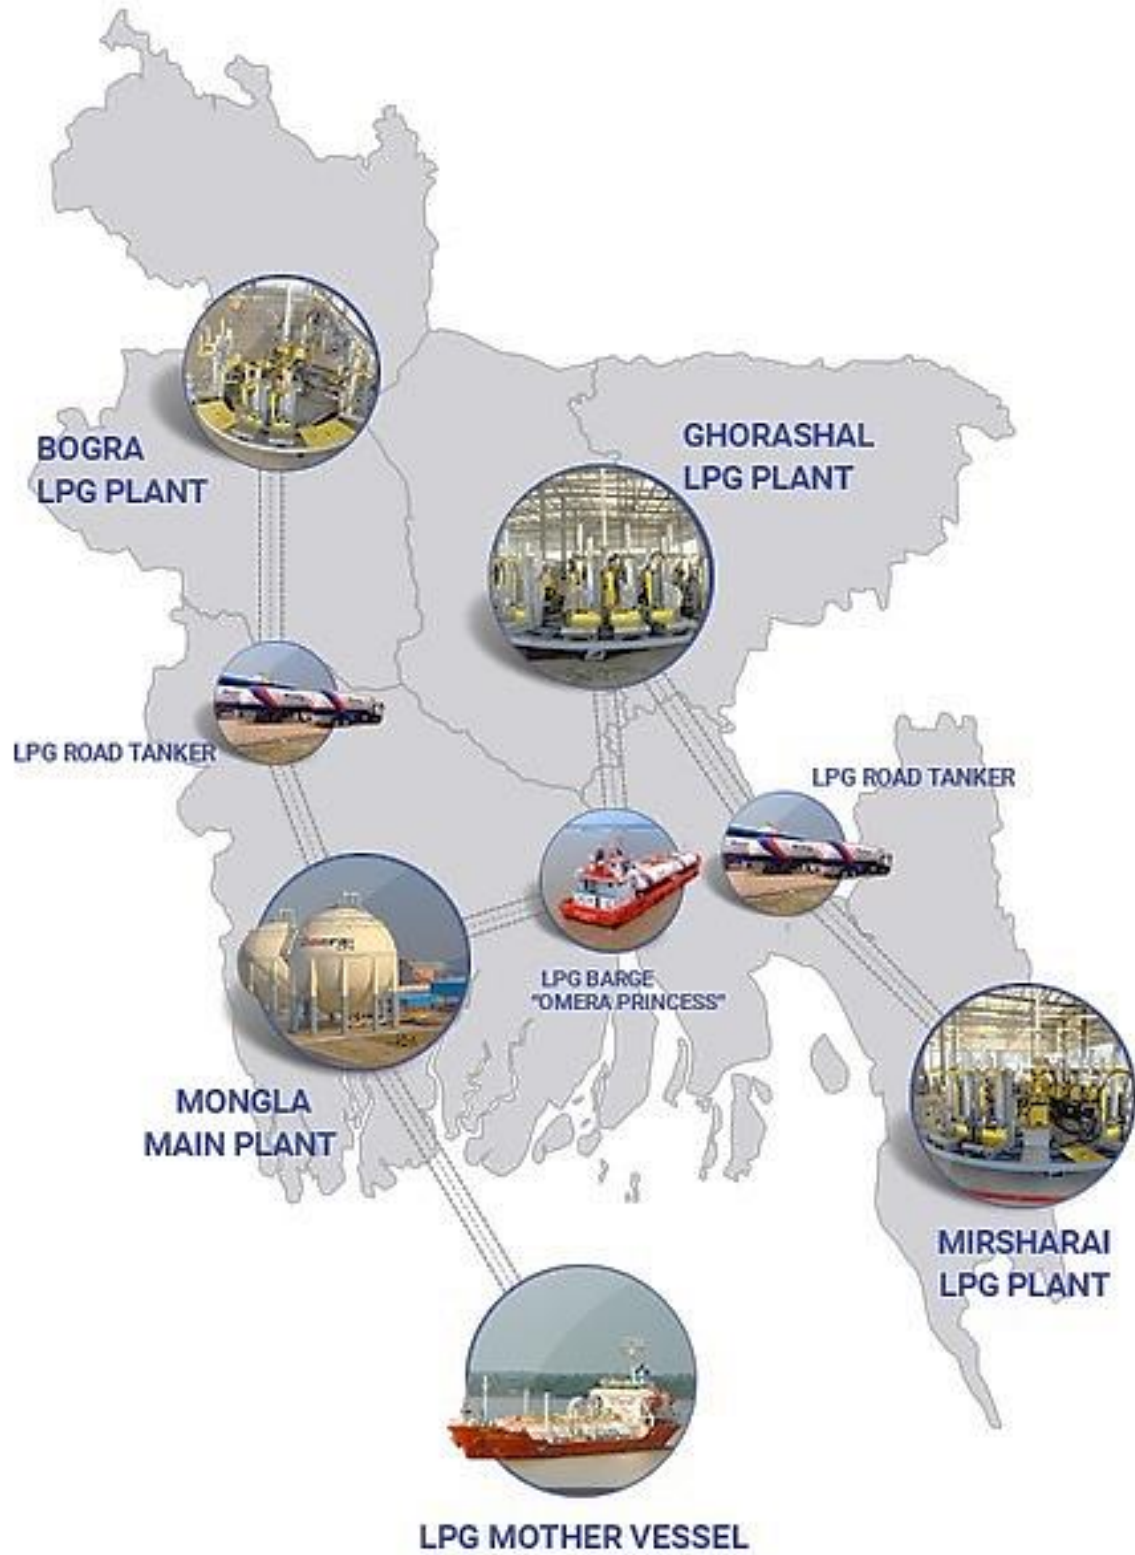 BOGRA
LPG PLANT
GHORASHAL
LPG PLANT
LPG ROAD TANKER
LPG ROAD TANKER
LPG BARGE
"OMERA PRINCESS"
MONGLA
MAIN PLANT
MIRSHARAI
LPG PLANT
LPG MOTHER VESSEL